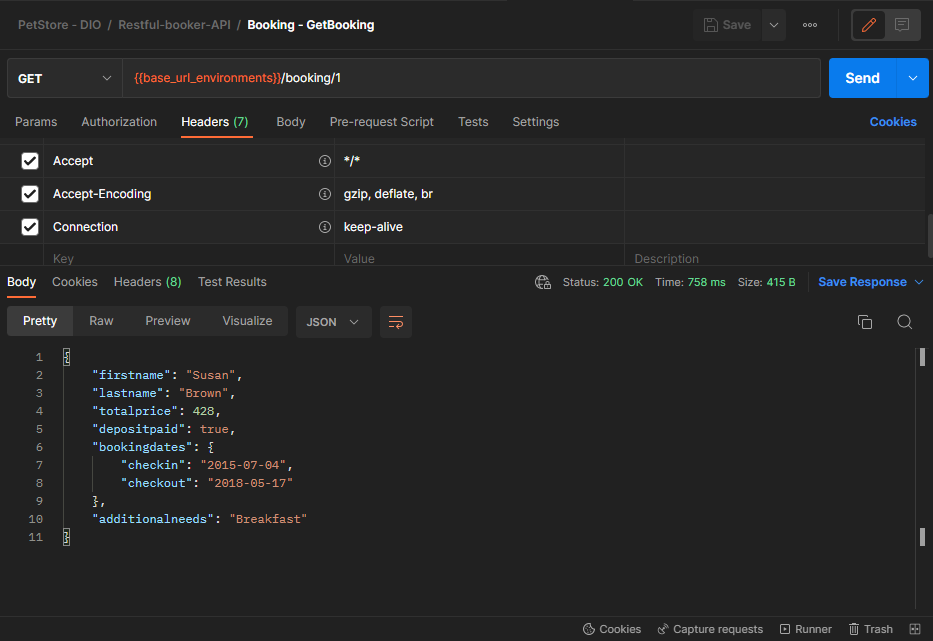 PetStore - DIO / Restful-booker-API / Booking - GetBooking Save
GET {{base_url_environments}}/booking/1 Send
Params Authorization Headers (7) Body Pre-request Script Tests Settings Cookies
Accept */*
Accept-Encoding gzip, deflate, br
Connection keep-alive
Key Value Description
Body Cookies Headers (8) Test Results Status: 200 OK Time: 758 ms Size: 415 B Save Response
Pretty Raw Preview Visualize JSON
1 {
2 "firstname": "Susan",
3 "lastname": "Brown",
4 "totalprice": 428,
5 "depositpaid": true,
6 "bookingdates": {
7 "checkin": "2015-07-04",
8 "checkout": "2018-05-17"
9 },
10 "additionalneeds": "Breakfast"
11 }
Cookies Capture requests Runner Trash